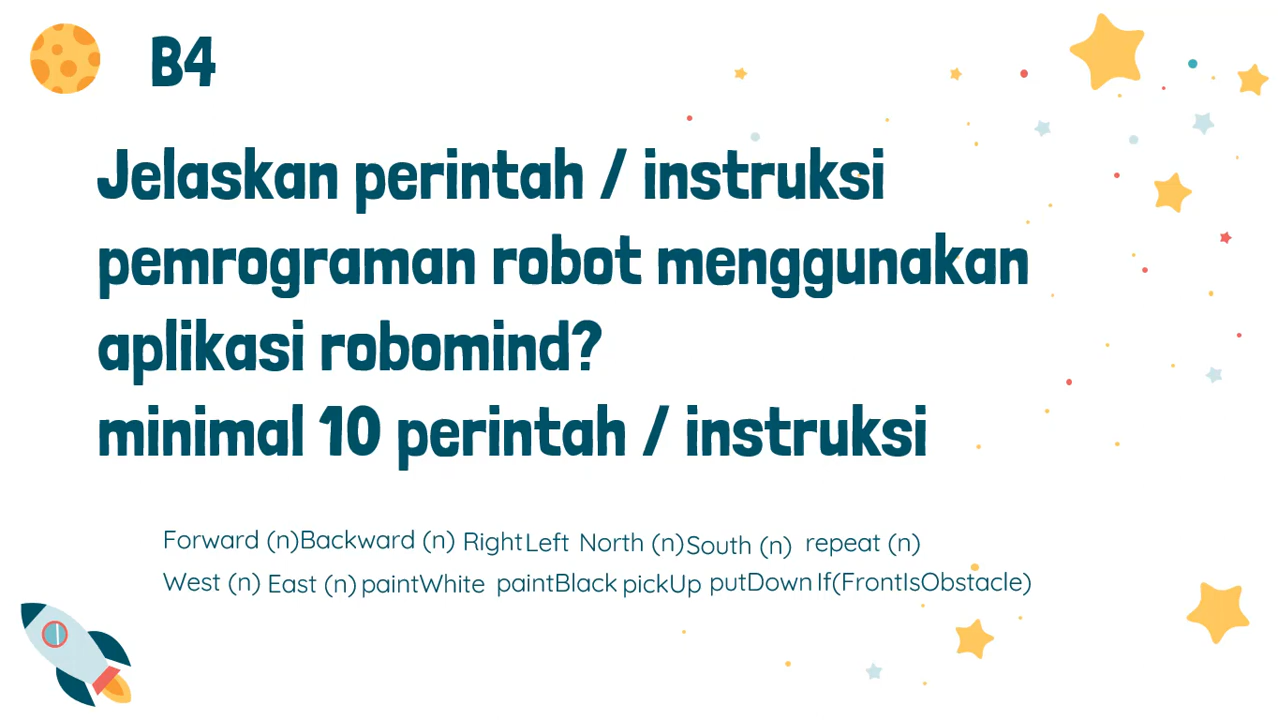 B4
Jelaskan perintah / instruksi
pemrograman robot menggunakan
aplikasi robomind?
minimal 10 perintah / instruksi
Forward (n) Backward (n) Right Left North (n) South (n) repeat (n)
West (n) East (n) paintWhite paintBlack pickUp putDown If(FrontIsObstacle)